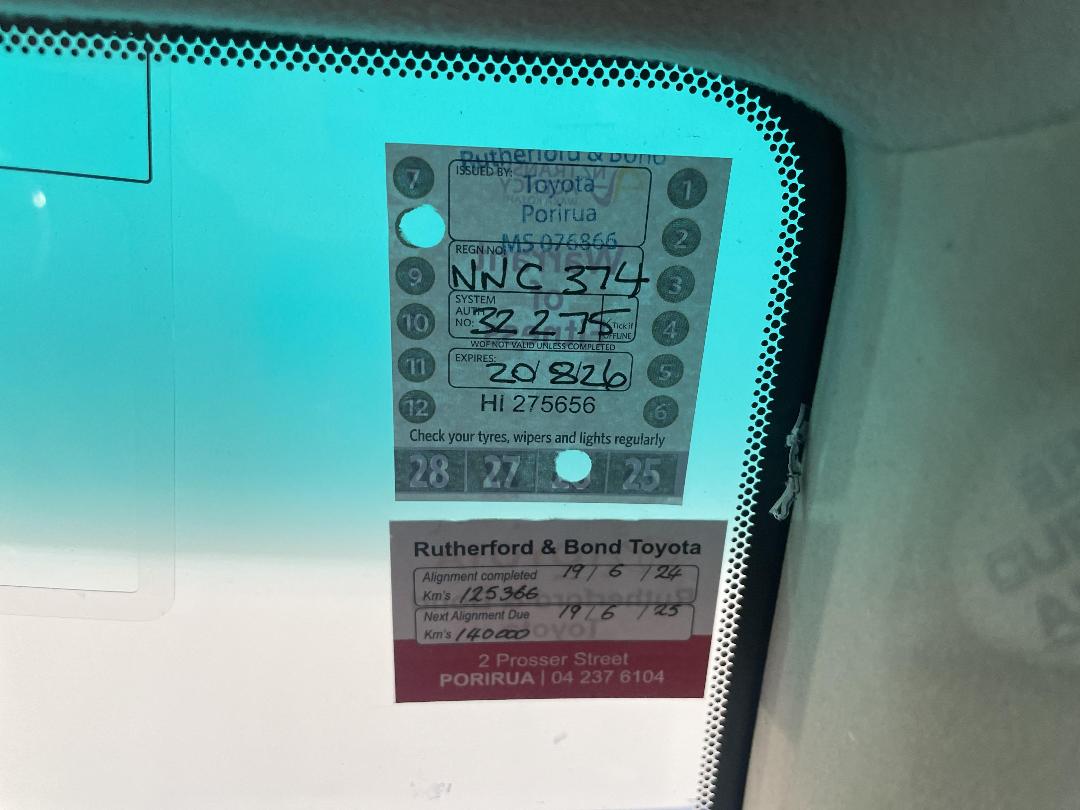 Rutherford & Bond
7
ISSUED BY:
Toyota
1
Porirua
2
MS 076866
REGN NO:
NNC 374
9
3
SYSTEM
AUTH
NO:
32 275
Tick if
OFFLINE
10
4
WOF NOT VALID UNLESS COMPLETED
11
EXPIRES:
20/8/26
5
12
HI 275656
6
Check your tyres, wipers and lights regularly
28 27 25
Rutherford & Bond Toyota
Alignment completed 19 / 6 / 24
Km's 125366
Next Alignment Due 19 / 6 / 25
Km's 140000
2 Prosser Street
PORIRUA | 04 237 6104